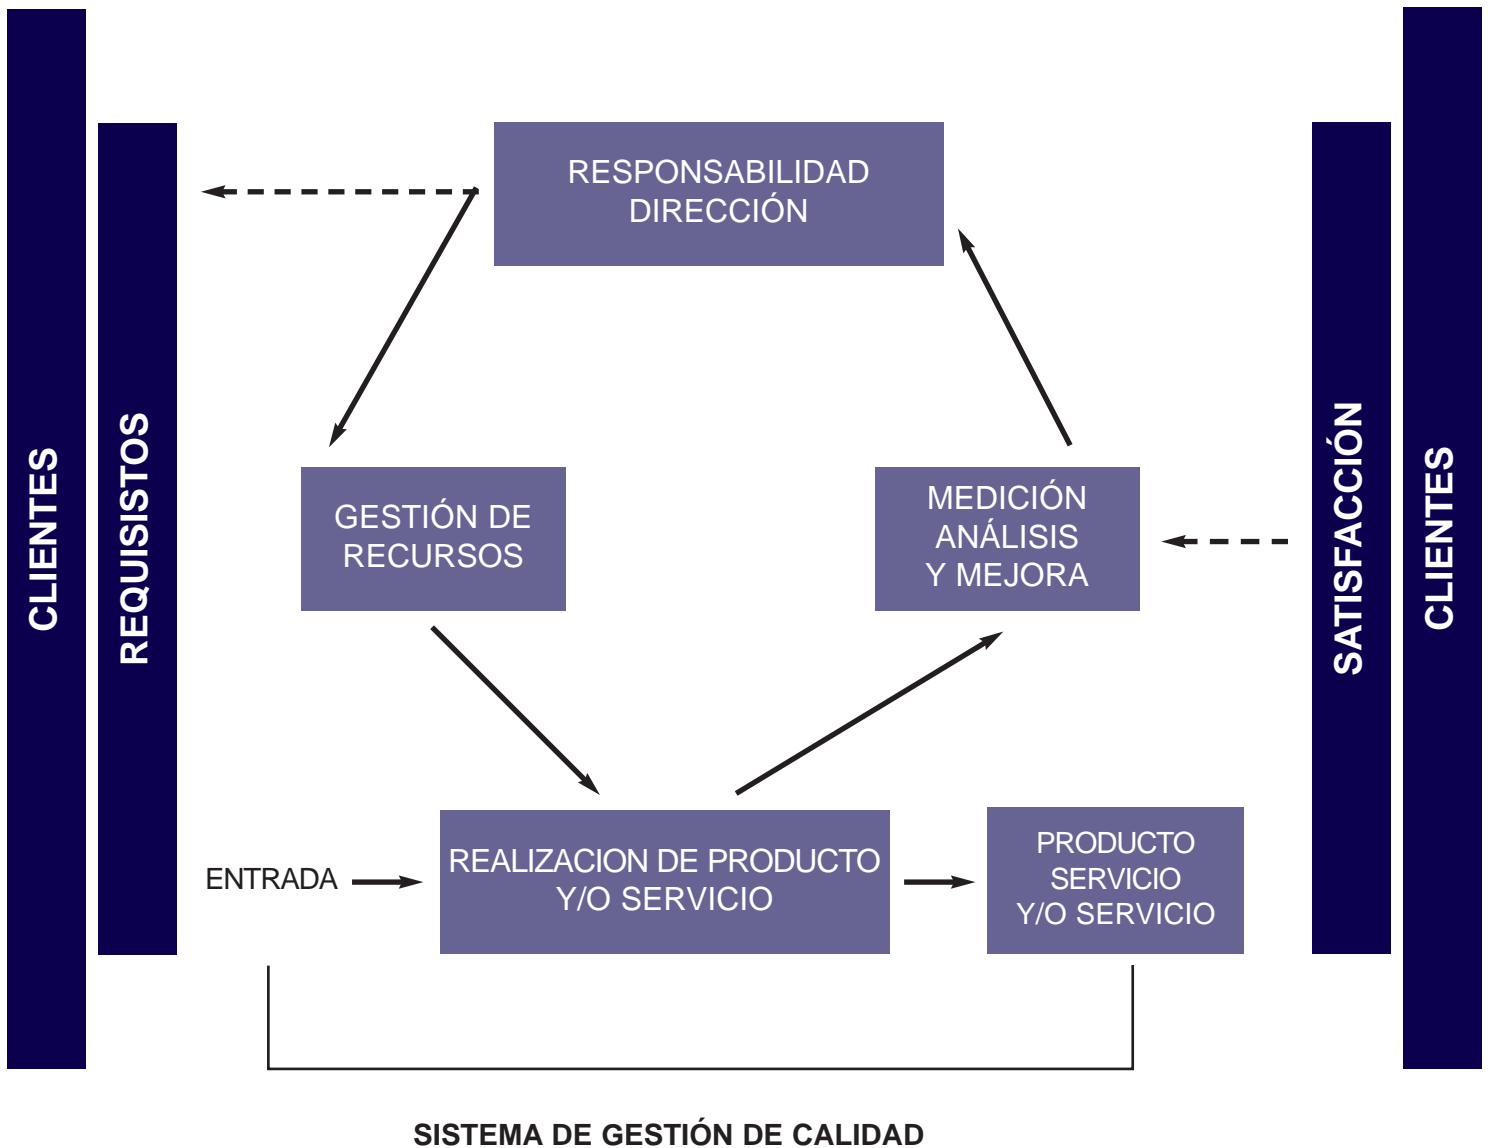 CLIENTES
REQUISISTOS
RESPONSABILIDAD
DIRECCIÓN
GESTIÓN DE
RECURSOS
MEDICIÓN
ANÁLISIS
Y MEJORA
ENTRADA
REALIZACION DE PRODUCTO
Y/O SERVICIO
PRODUCTO
SERVICIO
Y/O SERVICIO
SATISFACCIÓN
CLIENTES
SISTEMA DE GESTIÓN DE CALIDAD